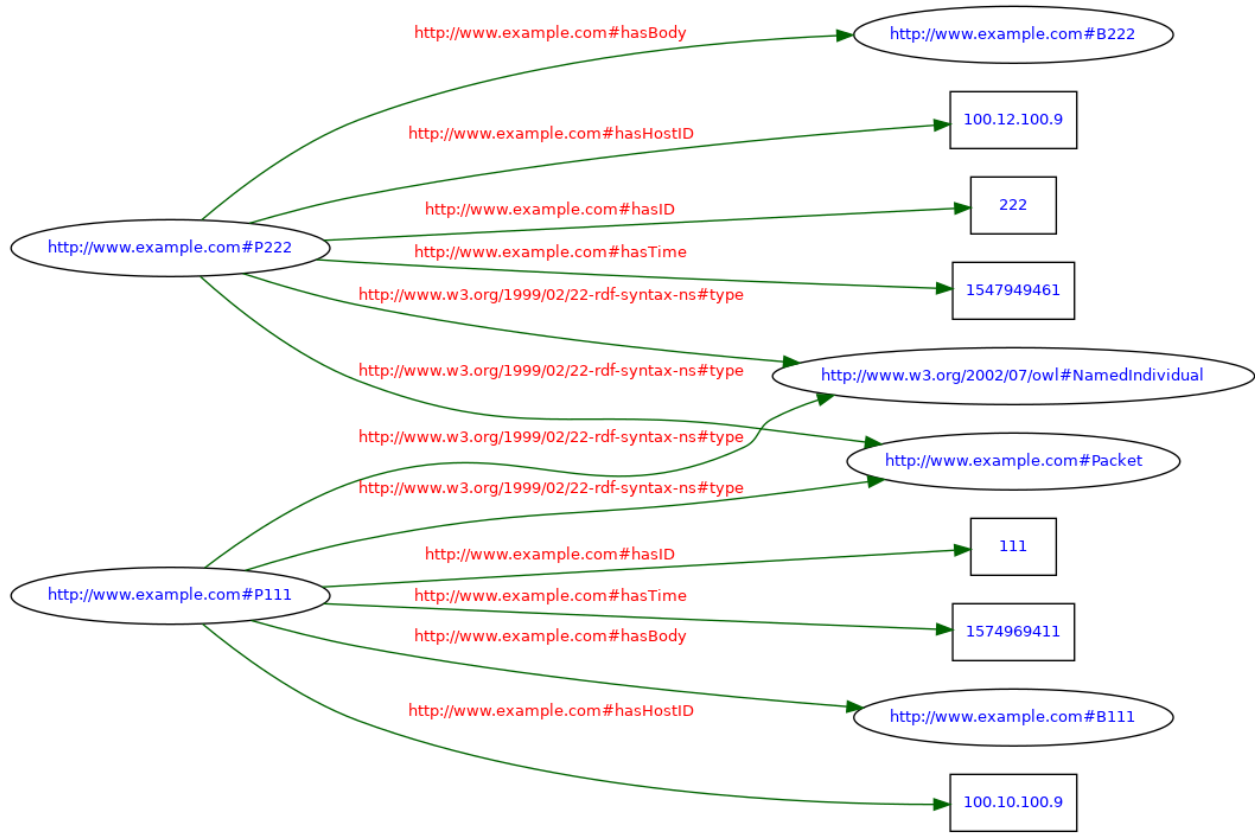 http://www.example.com#hasBody
http://www.example.com#B222
http://www.example.com#hasHostID
100.12.100.9
http://www.example.com#hasID
222
http://www.example.com#P222
http://www.example.com#hasTime
1547949461
http://www.w3.org/1999/02/22-rdf-syntax-ns#type
http://www.w3.org/1999/02/22-rdf-syntax-ns#type
http://www.w3.org/2002/07/owl#NamedIndividual
http://www.w3.org/1999/02/22-rdf-syntax-ns#type
http://www.example.com#Packet
http://www.w3.org/1999/02/22-rdf-syntax-ns#type
http://www.example.com#hasID
111
http://www.example.com#P111
http://www.example.com#hasTime
1574969411
http://www.example.com#hasBody
http://www.example.com#hasHostID
http://www.example.com#B111
100.10.100.9